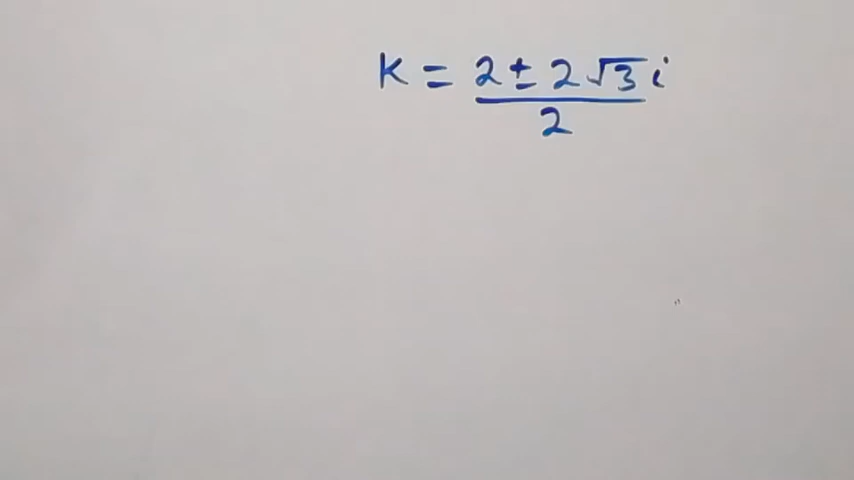 K = 2 ± 2 √3 i
2